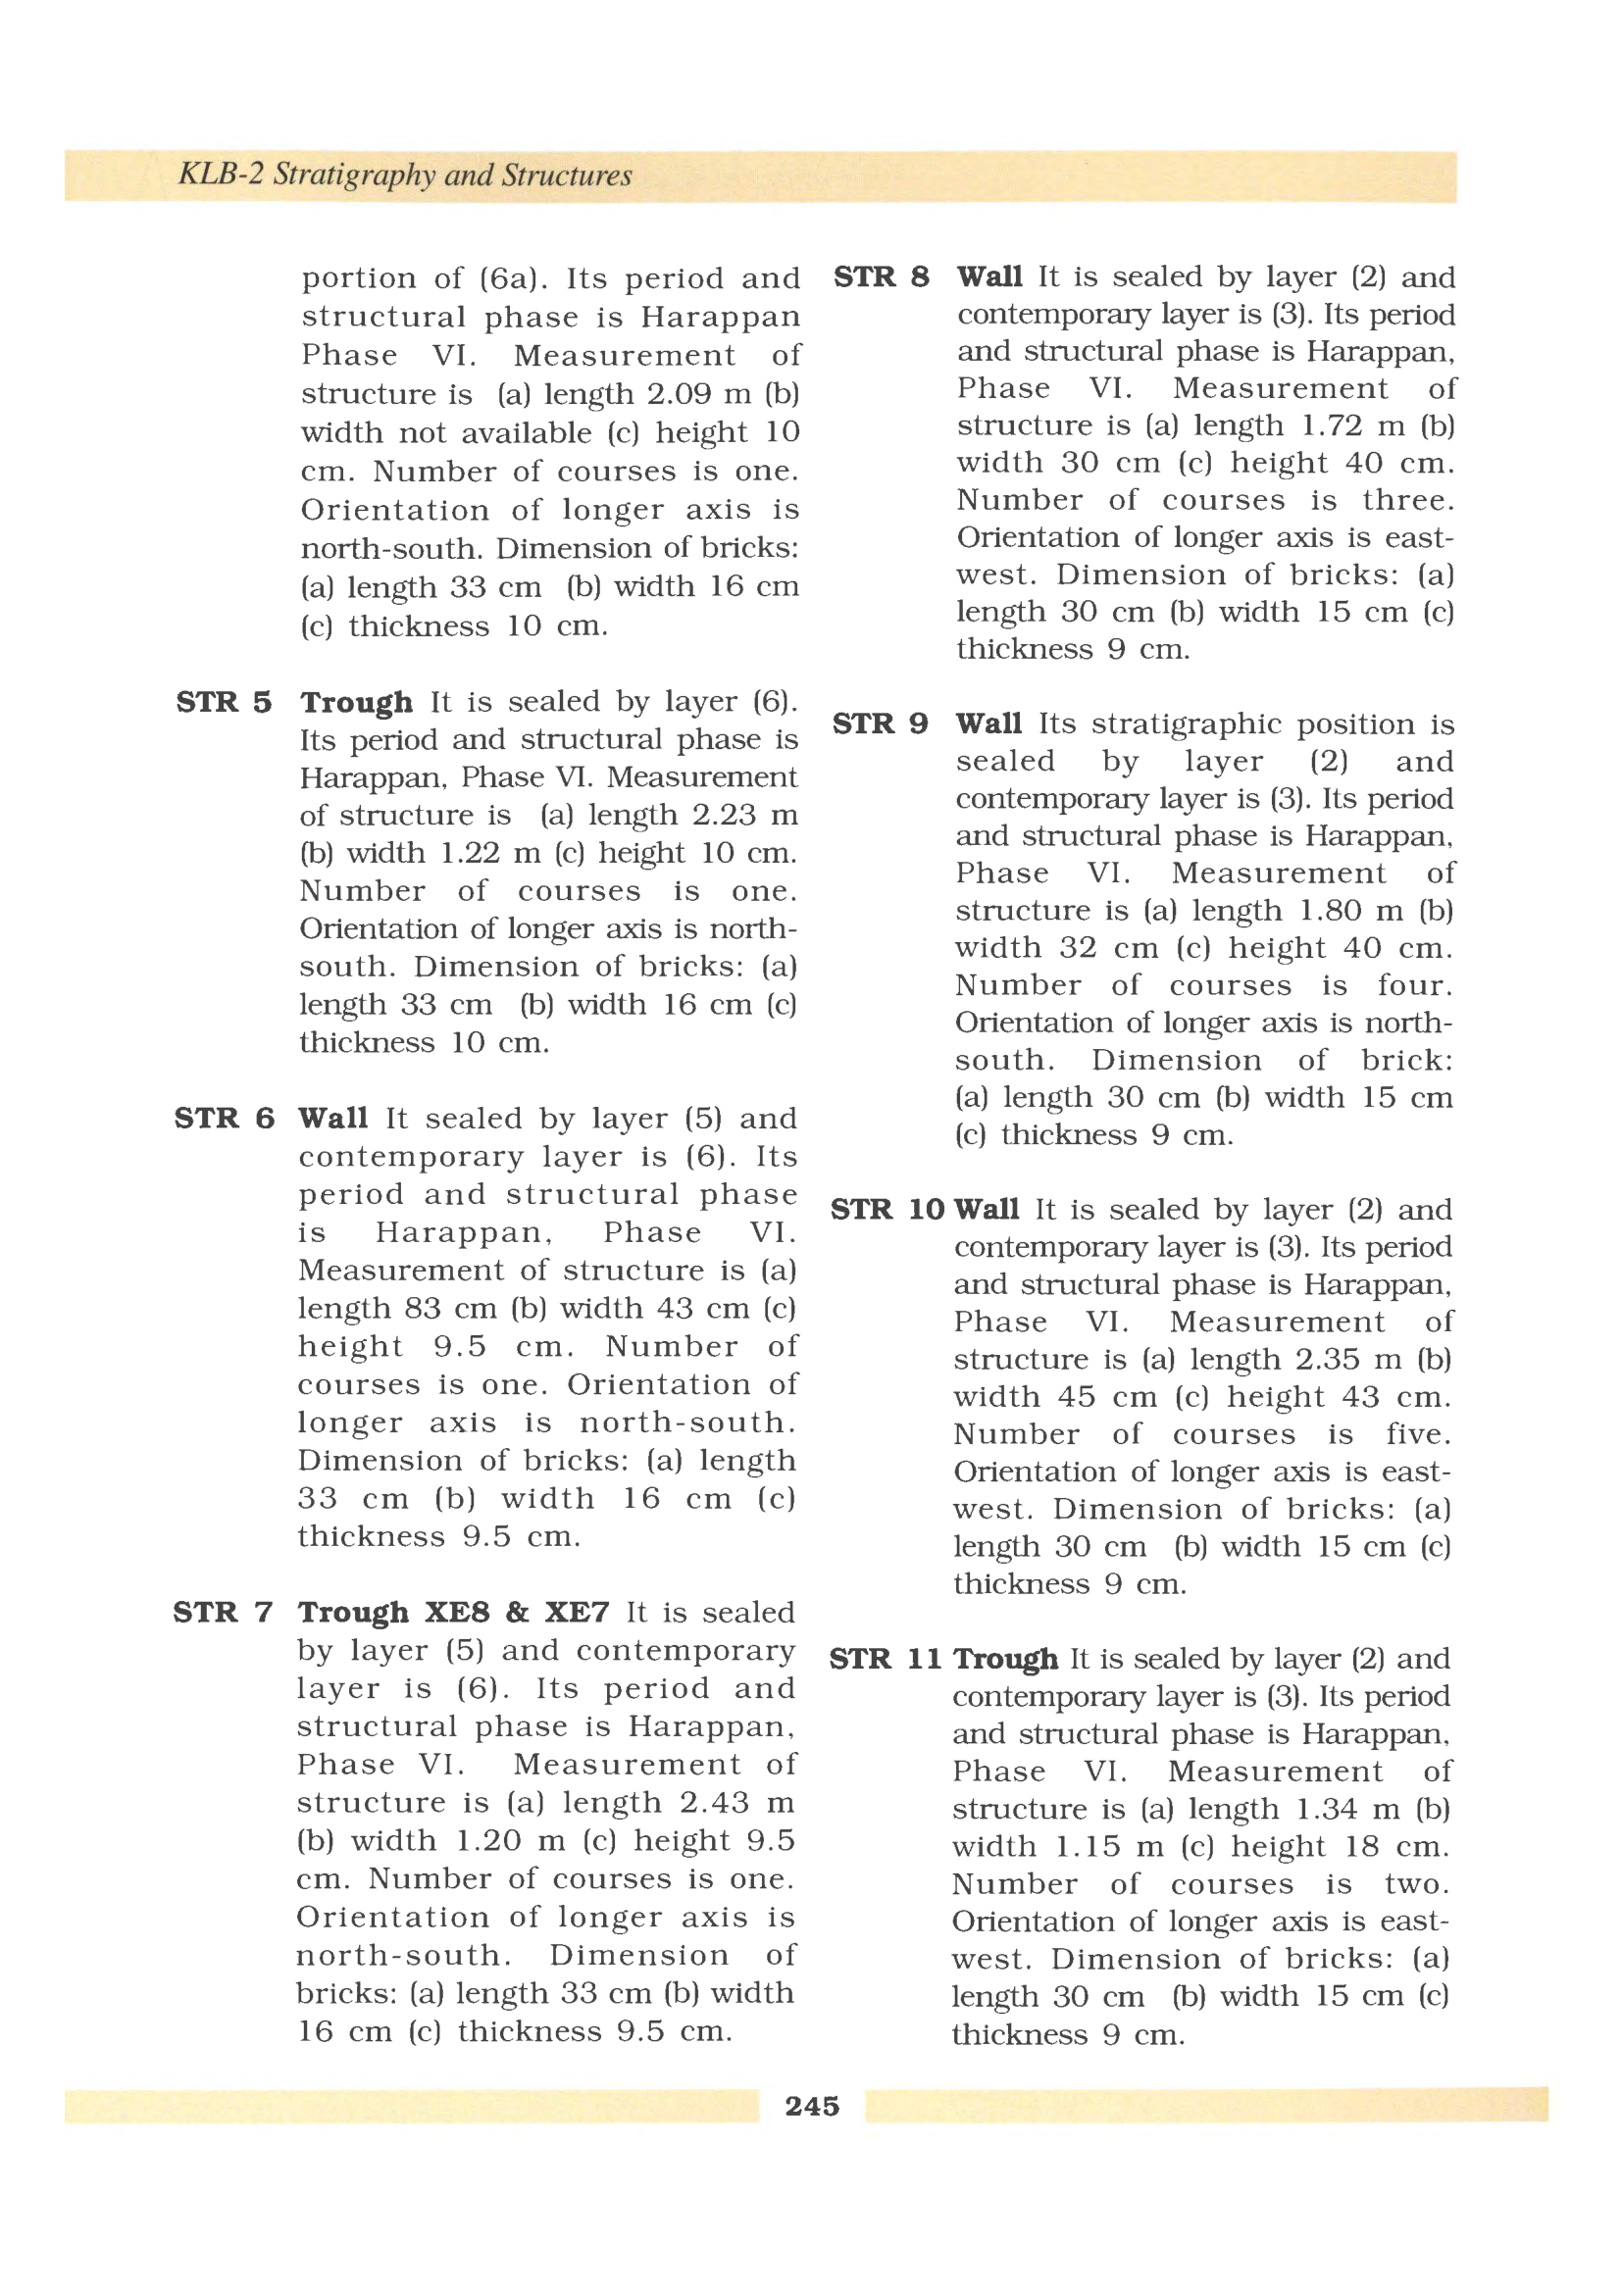 KLB-2 Stratigraphy and Structures
portion of (6a). Its period and
structural phase is Harappan
Phase VI. Measurement of
structure is (a) length 2.09 m (b)
width not available (c) height 10
cm. Number of courses is one.
Orientation of longer axis is
north-south. Dimension of bricks:
(a) length 33 cm (b) width 16 cm
(c) thickness 10 cm.
STR 5 Trough It is sealed by layer (6).
Its period and structural phase is
Harappan, Phase VI. Measurement
of structure is (a) length 2.23 m
(b) width 1.22 m (c) height 10 cm.
Number of courses is one.
Orientation of longer axis is north-
south. Dimension of bricks: (a)
length 33 cm (b) width 16 cm (c)
thickness 10 cm.
STR 6 Wall It sealed by layer (5) and
contemporary layer is (6). Its
period and structural phase
is Harappan, Phase VI.
Measurement of structure is (a)
length 83 cm (b) width 43 cm (c)
height 9.5 cm. Number of
courses is one. Orientation of
longer axis is north-south.
Dimension of bricks: (a) length
33 cm (b) width 16 cm (c)
thickness 9.5 cm.
STR 7 Trough XE8 & XE7 It is sealed
by layer (5) and contemporary
layer is (6). Its period and
structural phase is Harappan,
Phase VI. Measurement of
structure is (a) length 2.43 m
(b) width 1.20 m (c) height 9.5
cm. Number of courses is one.
Orientation of longer axis is
north-south. Dimension of
bricks: (a) length 33 cm (b) width
16 cm (c) thickness 9.5 cm.
STR 8 Wall It is sealed by layer (2) and
contemporary layer is (3). Its period
and structural phase is Harappan,
Phase VI. Measurement of
structure is (a) length 1.72 m (b)
width 30 cm (c) height 40 cm.
Number of courses is three.
Orientation of longer axis is east-
west. Dimension of bricks: (a)
length 30 cm (b) width 15 cm (c)
thickness 9 cm.
STR 9 Wall Its stratigraphic position is
sealed by layer (2) and
contemporary layer is (3). Its period
and structural phase is Harappan,
Phase VI. Measurement of
structure is (a) length 1.80 m (b)
width 32 cm (c) height 40 cm.
Number of courses is four.
Orientation of longer axis is north-
south. Dimension of brick:
(a) length 30 cm (b) width 15 cm
(c) thickness 9 cm.
STR 10 Wall It is sealed by layer (2) and
contemporary layer is (3). Its period
and structural phase is Harappan,
Phase VI. Measurement of
structure is (a) length 2.35 m (b)
width 45 cm (c) height 43 cm.
Number of courses is five.
Orientation of longer axis is east-
west. Dimension of bricks: (a)
length 30 cm (b) width 15 cm (c)
thickness 9 cm.
STR 11 Trough It is sealed by layer (2) and
contemporary layer is (3). Its period
and structural phase is Harappan,
Phase VI. Measurement of
structure is (a) length 1.34 m (b)
width 1.15 m (c) height 18 cm.
Number of courses is two.
Orientation of longer axis is east-
west. Dimension of bricks: (a)
length 30 cm (b) width 15 cm (c)
thickness 9 cm.
245